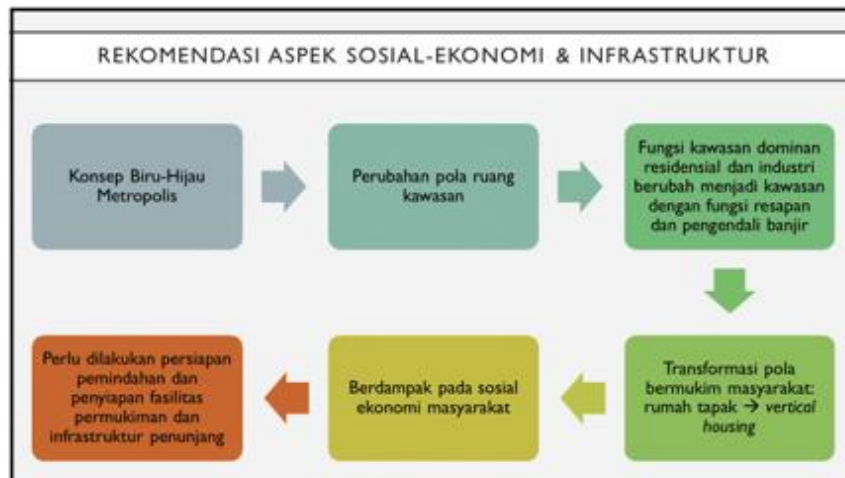 REKOMENDASI ASPEK SOSIAL-EKONOMI & INFRASTRUKTUR
Konsep Biru-Hijau
Metropolis
Perubahan pola ruang
kawasan
Fungsi kawasan dominan
residensial dan industri
berubah menjadi kawasan
dengan fungsi resapan
dan pengendali banjir
Transformasi pola
bermukim masyarakat:
rumah tapak → vertical
housing
Berdampak pada sosial
ekonomi masyarakat
Perlu dilakukan persiapan
pemindahan dan
penyiapan fasilitas
permukiman dan
infrastruktur penunjang